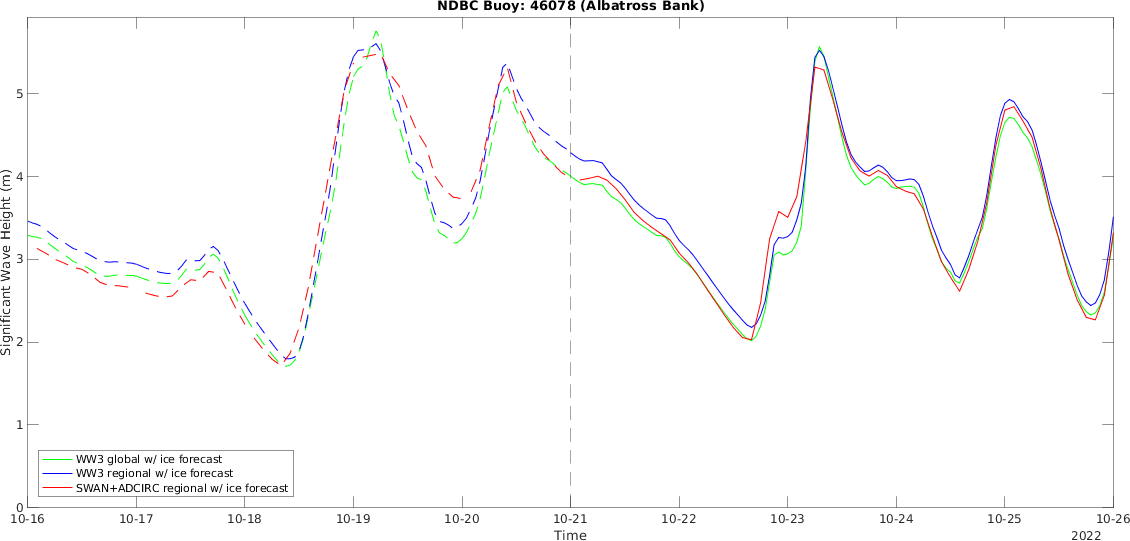 NDBC Buoy: 46078 (Albatross Bank)
Significant Wave Height (m)
5
4
3
2
1
0
WW3 global w/ ice forecast
WW3 regional w/ ice forecast
SWAN+ADCIRC regional w/ ice forecast
10-16 10-17 10-18 10-19 10-20 10-21 10-22 10-23 10-24 10-25 10-26
Time
2022